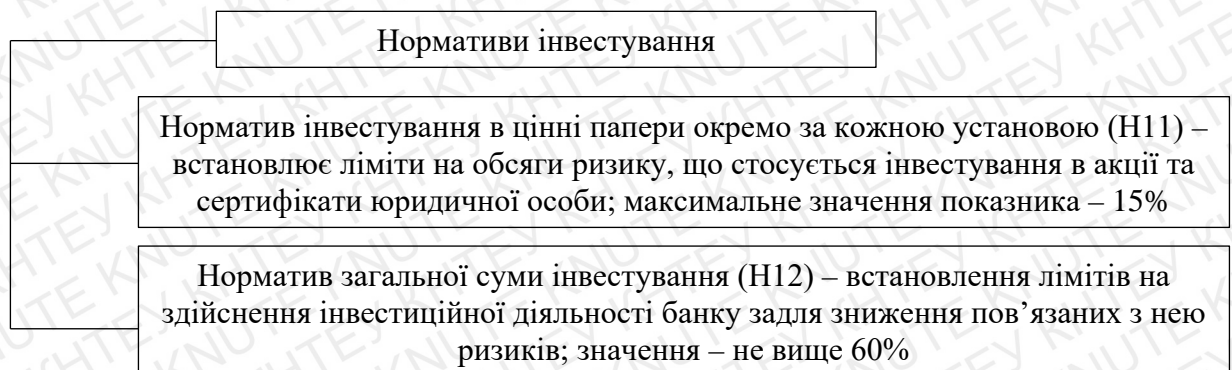 Нормативи інвестування
Норматив інвестування в цінні папери окремо за кожною установою (Н11) –
встановлює ліміти на обсяги ризику, що стосується інвестування в акції та
сертифікати юридичної особи; максимальне значення показника – 15%
Норматив загальної суми інвестування (Н12) – встановлення лімітів на
здійснення інвестиційної діяльності банку задля зниження пов’язаних з нею
ризиків; значення – не вище 60%